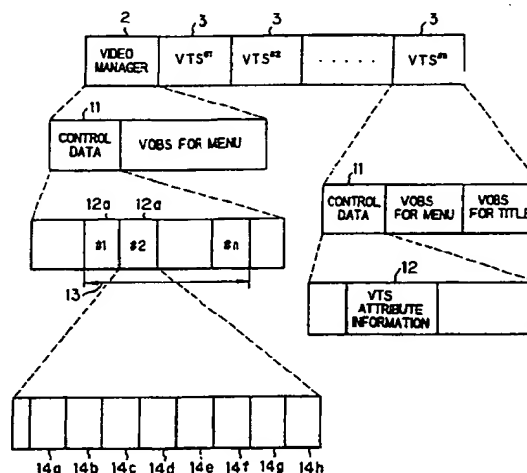 2 3 3 3
VIDEO MANAGER VTS#1 VTS#2 ..... VTS#n
11
CONTROL DATA VOBS FOR MENU
11
CONTROL DATA VOBS FOR MENU VOBS FOR TITLE
12a 12a
#1 #2 #n
13
12
VTS ATTRIBUTE INFORMATION
14a 14b 14c 14d 14e 14f 14g 14h